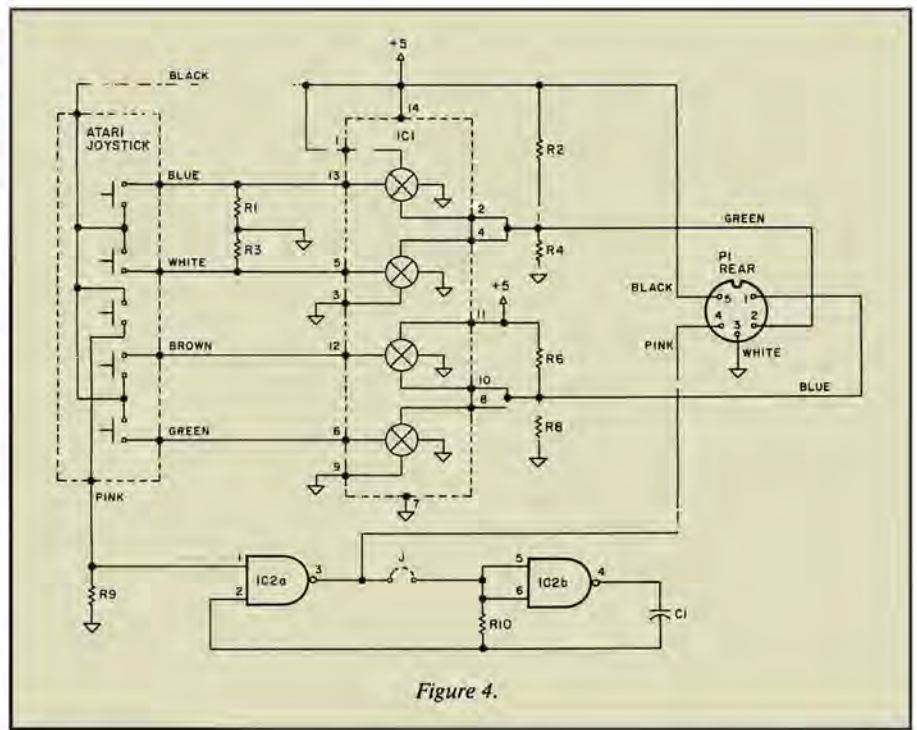 +5
BLACK
14
ATARI
JOYSTICK
1
IC1
R2
BLUE
13
R1
2
GREEN
4
R4
R3
WHITE
5
P1
REAR
3
+5
BLACK
5
1
4
2
3
11
PINK
WHITE
BROWN
12
R6
10
BLUE
8
R8
GREEN
6
9
7
PINK
1
IC2a
3
J
5
IC2b
4
2
6
R9
R10
C1
Figure 4.